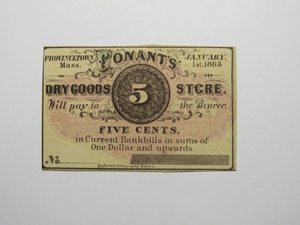 PROVINCETOWN CONANT'S JANUARY,
Mass. 1st. 1863
DRY GOODS 5 STORE.
Will pay to the Bearer,
FIVE CENTS,
in Current Bankbills in sums of
One Dollar and upwards
No.